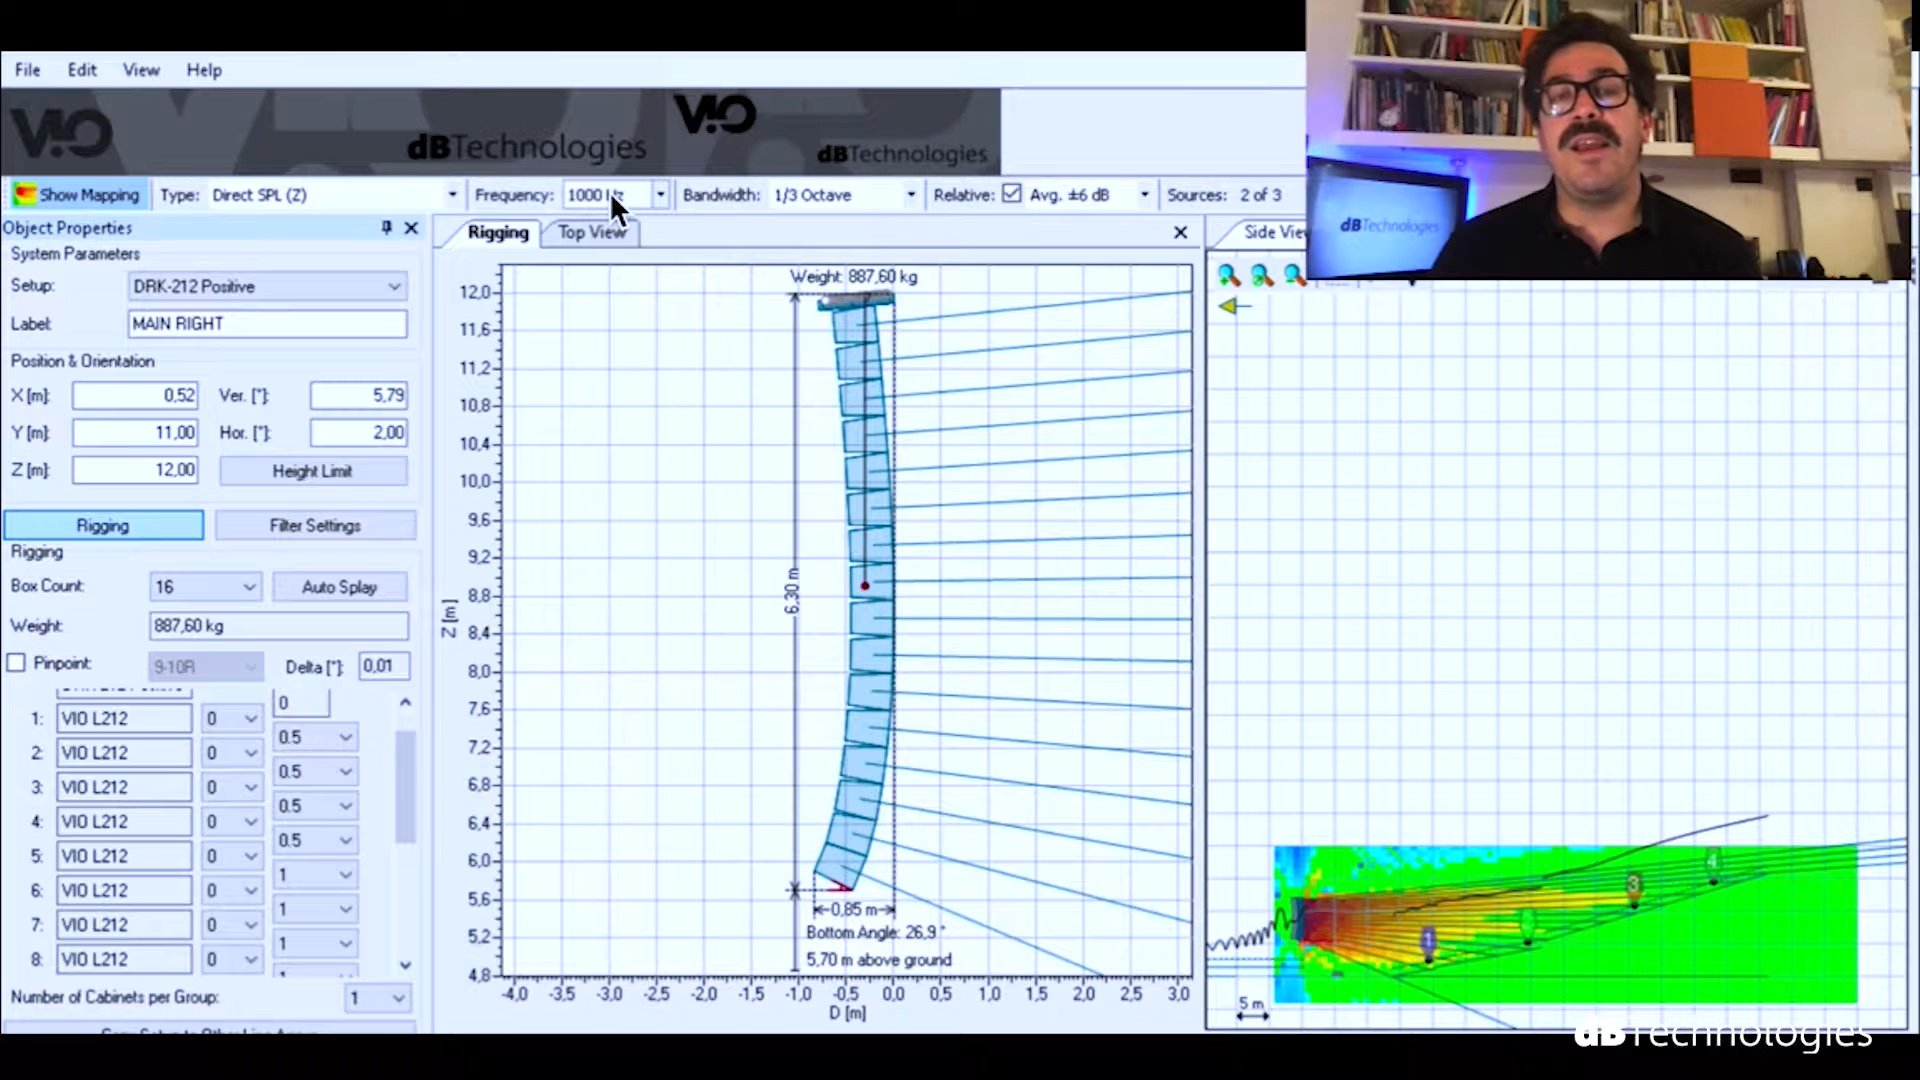 File Edit View Help
VIO
dBTechnologies
VIO
dBTechnologies
Show Mapping Type: Direct SPL (Z) Frequency: 1000 Hz Bandwidth: 1/3 Octave Relative: Avg. ±6 dB Sources: 2 of 3
dBTechnologies
Object Properties
System Parameters
Setup: DRK-212 Positive
Label: MAIN RIGHT
Position & Orientation
X [m]: 0,52 Ver. [°]: 5,79
Y [m]: 11,00 Hor. [°]: 2,00
Z [m]: 12,00 Height Limit
Rigging Filter Settings
Rigging
Box Count: 16 Auto Splay
Weight: 887,60 kg
Pinpoint: 9-10R Delta [°]: 0,01
0
1: VIO L212 0
0.5
2: VIO L212 0
0.5
3: VIO L212 0
0.5
4: VIO L212 0
0.5
5: VIO L212 0
1
6: VIO L212 0
1
7: VIO L212 0
1
8: VIO L212 0
Number of Cabinets per Group: 1
Rigging Top View
Weight: 887,60 kg
12,0
11,6
11,2
10,8
10,4
10,0
9,6
9,2
8,8
8,4
8,0
7,6
7,2
6,8
6,4
6,0
5,6
5,2
4,8
Z [m]
6,30 m
0,85 m
Bottom Angle: 26,9 °
5,70 m above ground
-4,0 -3,5 -3,0 -2,5 -2,0 -1,5 -1,0 -0,5 0,0 0,5 1,0 1,5 2,0 2,5 3,0
D [m]
Side View
1
3
4
5 m
dBTechnologies